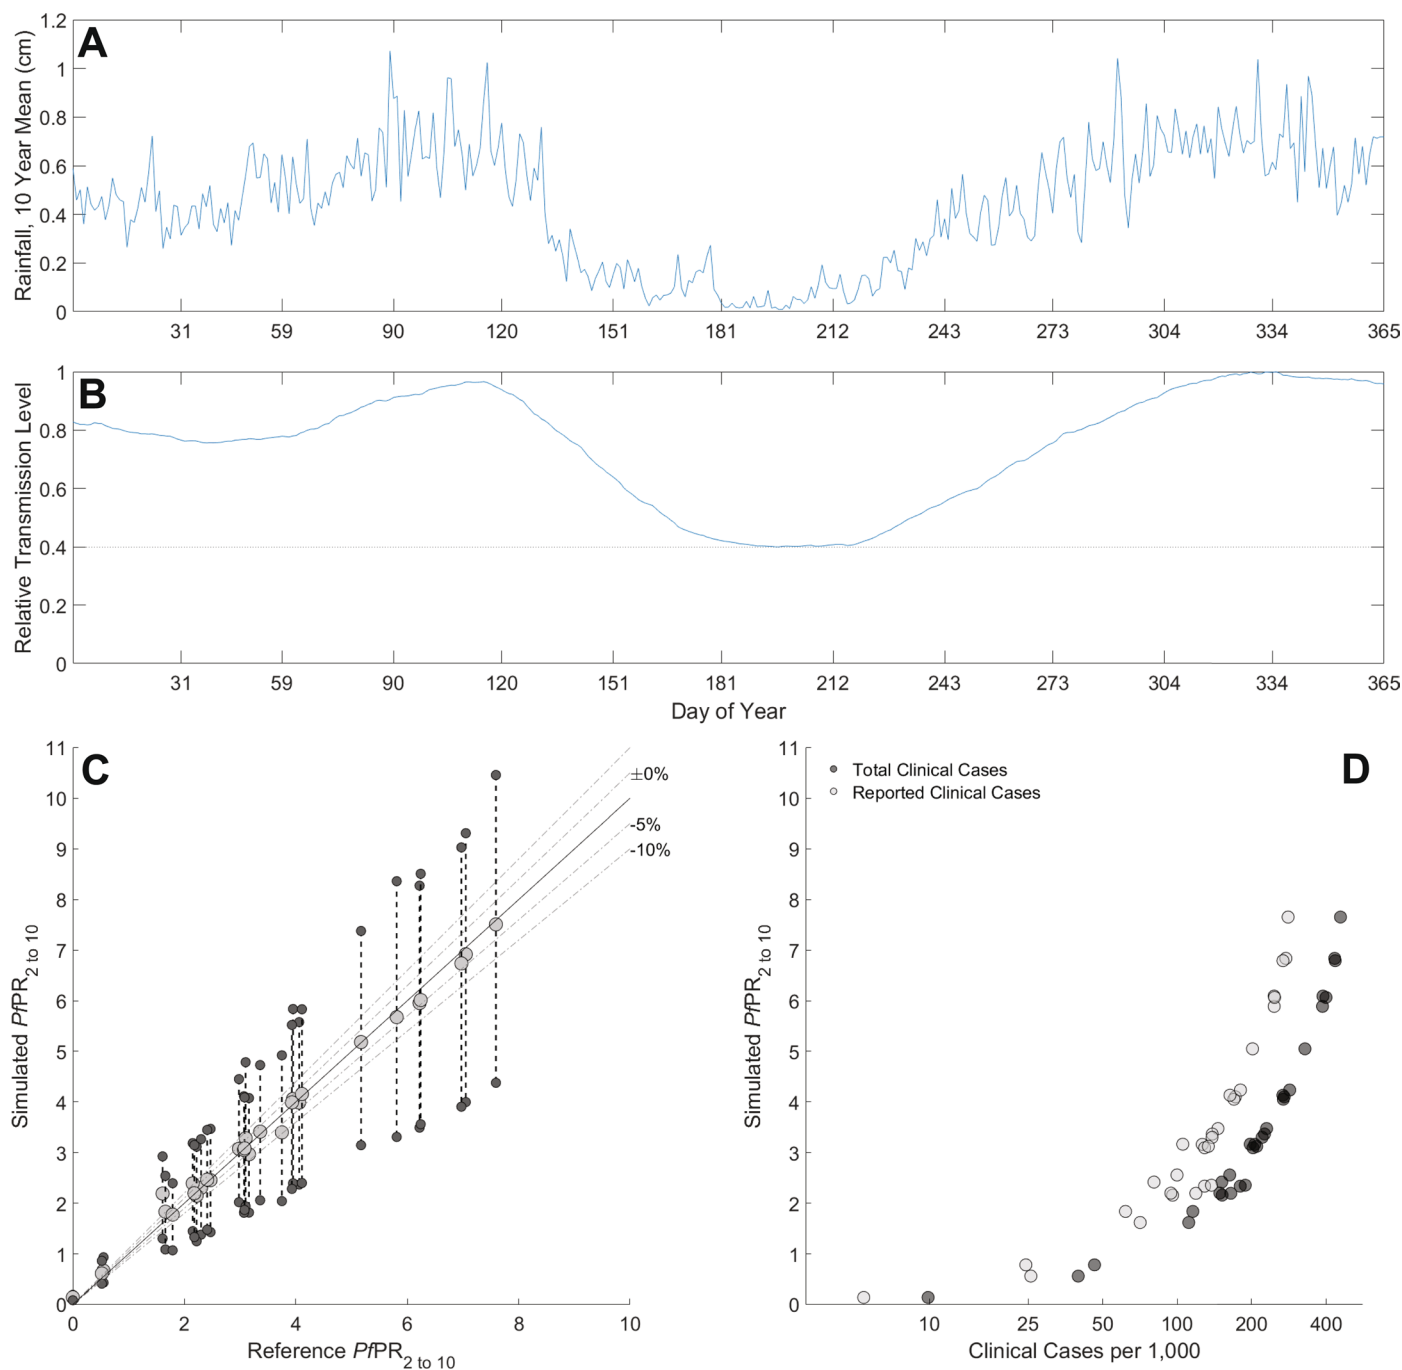 A
Rainfall, 10 Year Mean (cm)
1.2
1
0.8
0.6
0.4
0.2
0
31 59 90 120 151 181 212 243 273 304 334 365
B
Relative Transmission Level
1
0.8
0.6
0.4
0.2
0
31 59 90 120 151 181 212 243 273 304 334 365
Day of Year
C
Simulated PfPR2 to 10
11
10
9
8
7
6
5
4
3
2
1
0
±0%
-5%
-10%
0 2 4 6 8 10
Reference PfPR2 to 10
D
Total Clinical Cases
Reported Clinical Cases
Simulated PfPR2 to 10
11
10
9
8
7
6
5
4
3
2
1
0
10 25 50 100 200 400
Clinical Cases per 1,000